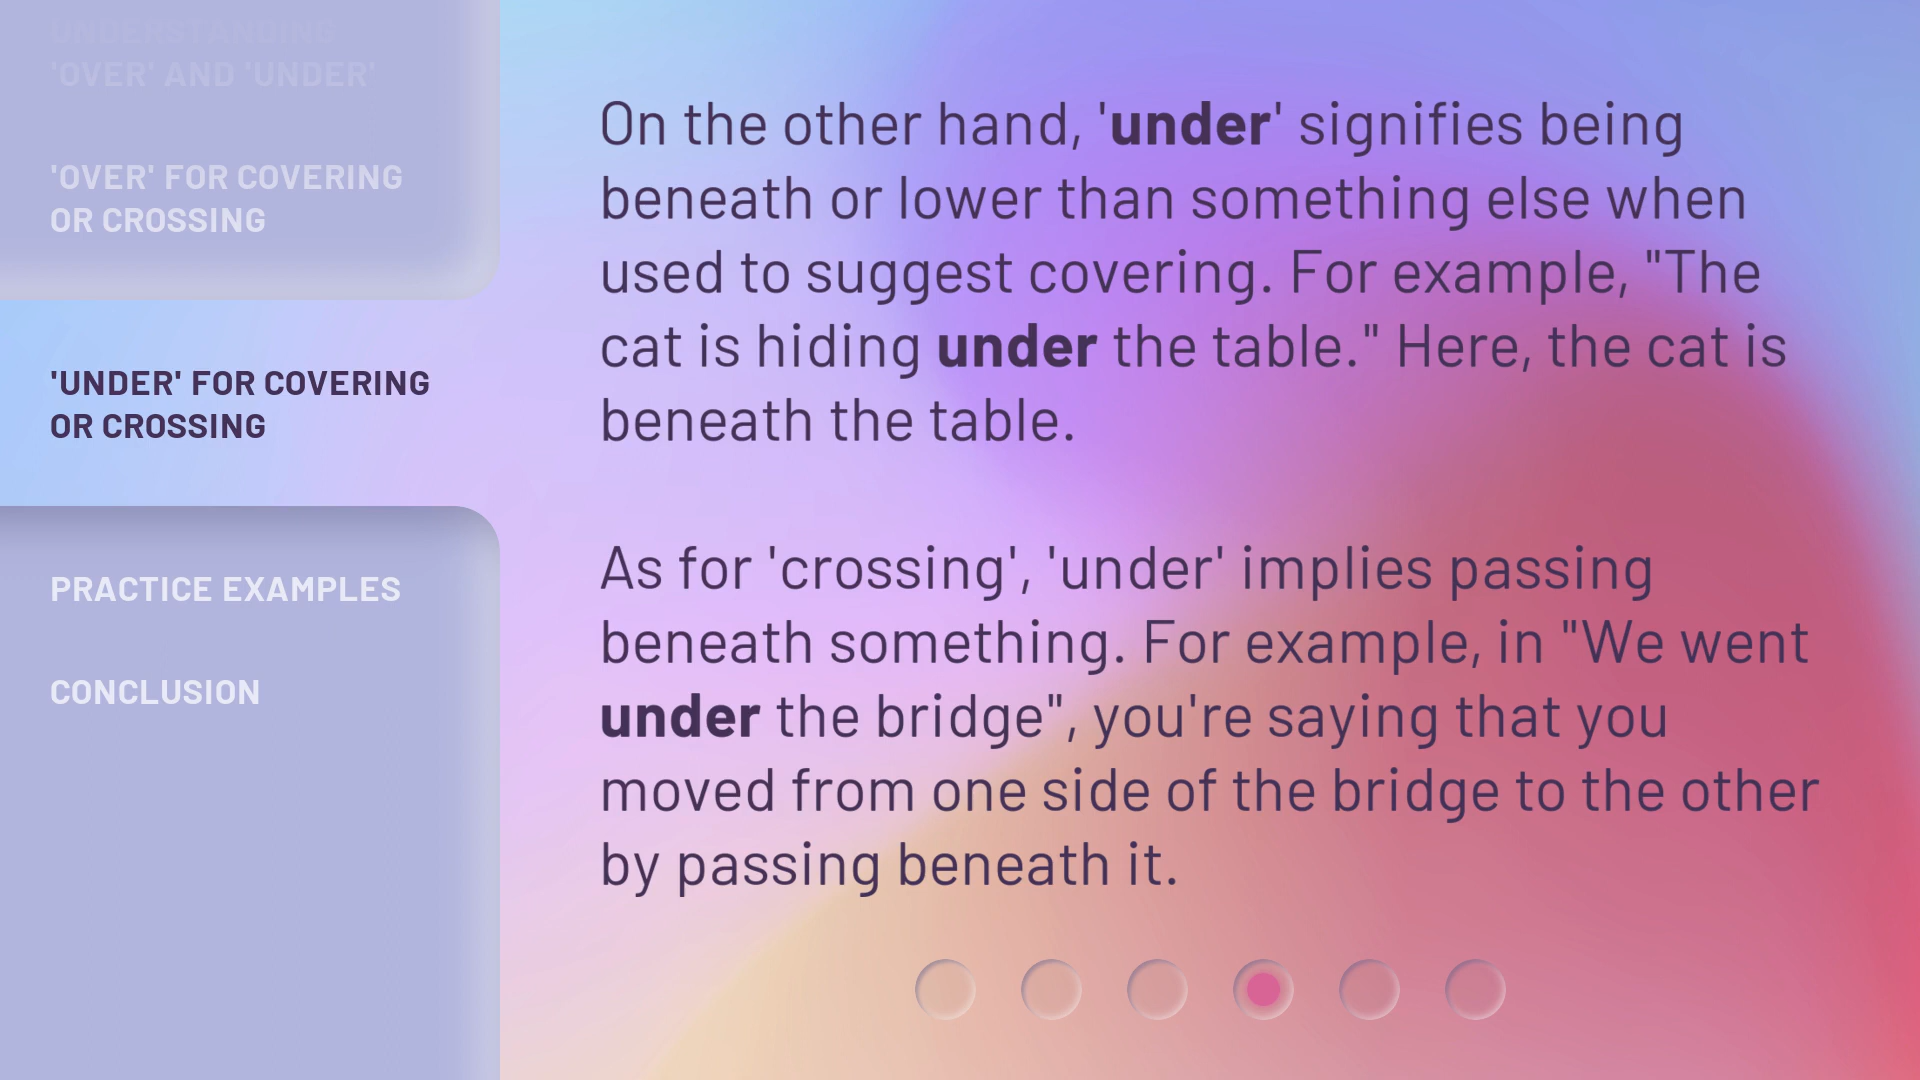 UNDERSTANDING
'OVER' AND 'UNDER'
'OVER' FOR COVERING
OR CROSSING
'UNDER' FOR COVERING
OR CROSSING
PRACTICE EXAMPLES
CONCLUSION
On the other hand, 'under' signifies being
beneath or lower than something else when
used to suggest covering. For example, "The
cat is hiding under the table." Here, the cat is
beneath the table.
As for 'crossing', 'under' implies passing
beneath something. For example, in "We went
under the bridge", you're saying that you
moved from one side of the bridge to the other
by passing beneath it.